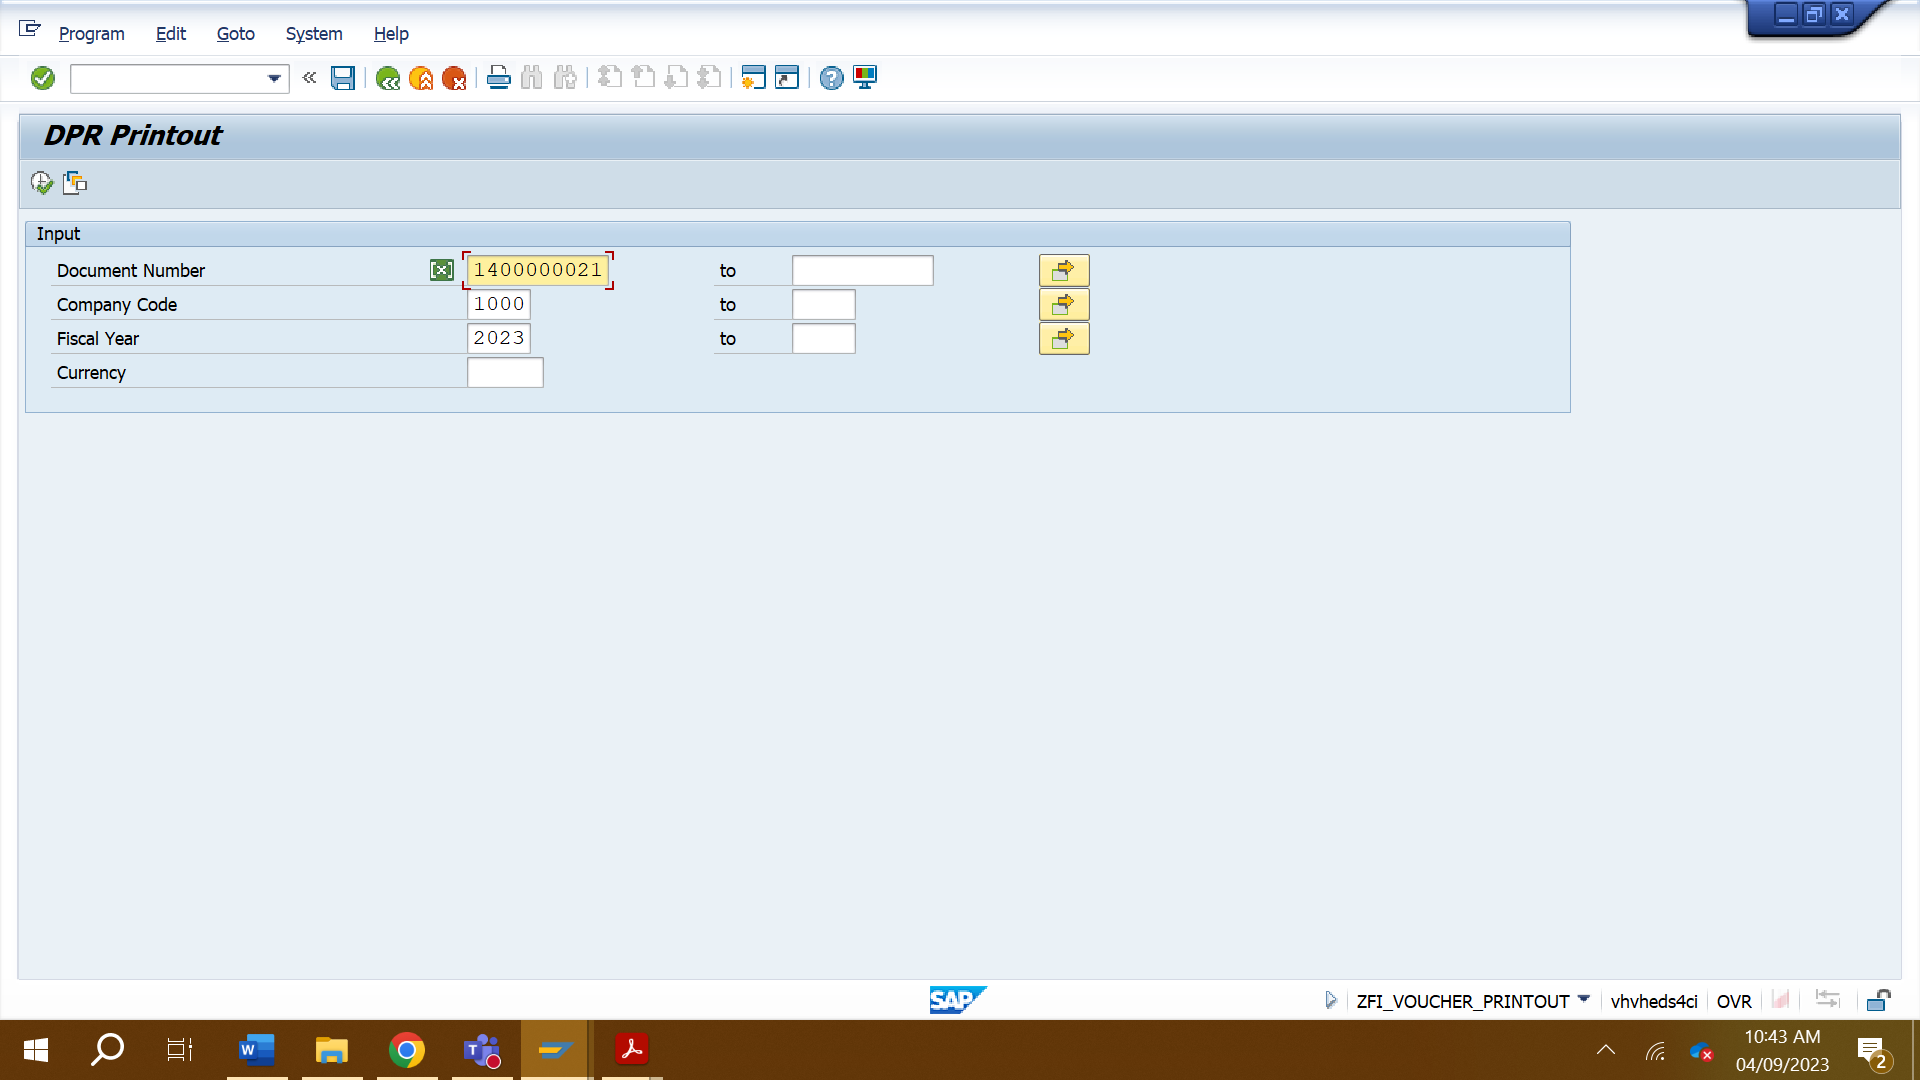 Program Edit Goto System Help
DPR Printout
Input
Document Number 1400000021 to
Company Code 1000 to
Fiscal Year 2023 to
Currency
SAP ZFI_VOUCHER_PRINTOUT vhvheds4ci OVR
10:43 AM
04/09/2023
2